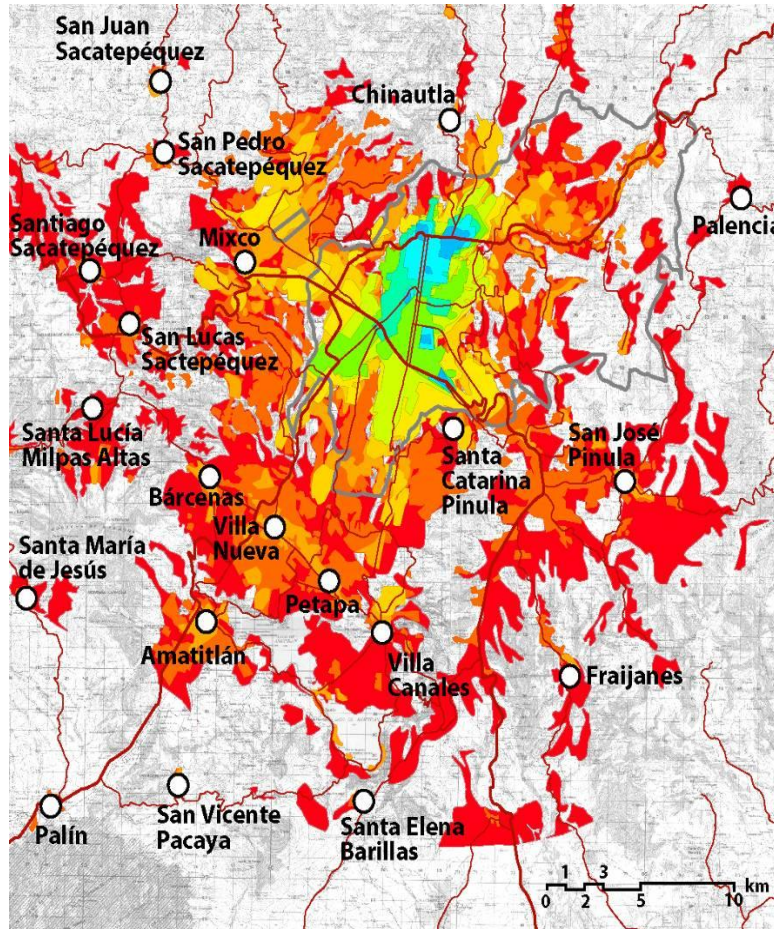 San Juan
Sacatepéquez
Chinautla
San Pedro
Sacatepéquez
Palencia
Santiago
Sacatepéquez
Mixco
San Lucas
Sactepéquez
Santa Lucía
Milpas Altas
Santa
Catarina
Pinula
San José
Pinula
Bárcenas
Villa
Nueva
Santa María
de Jesús
Petapa
Amatitlán
Villa
Canales
Fraijanes
Palín
San Vicente
Pacaya
Santa Elena
Barillas
1 3
km
0 2 5 10